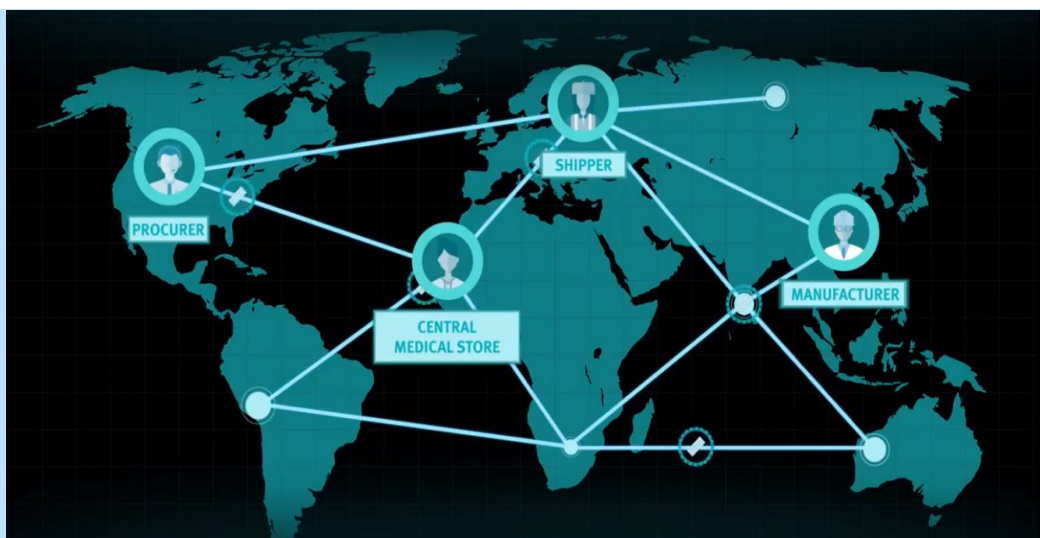 SHIPPER
PROCURER
MANUFACTURER
CENTRAL
MEDICAL STORE